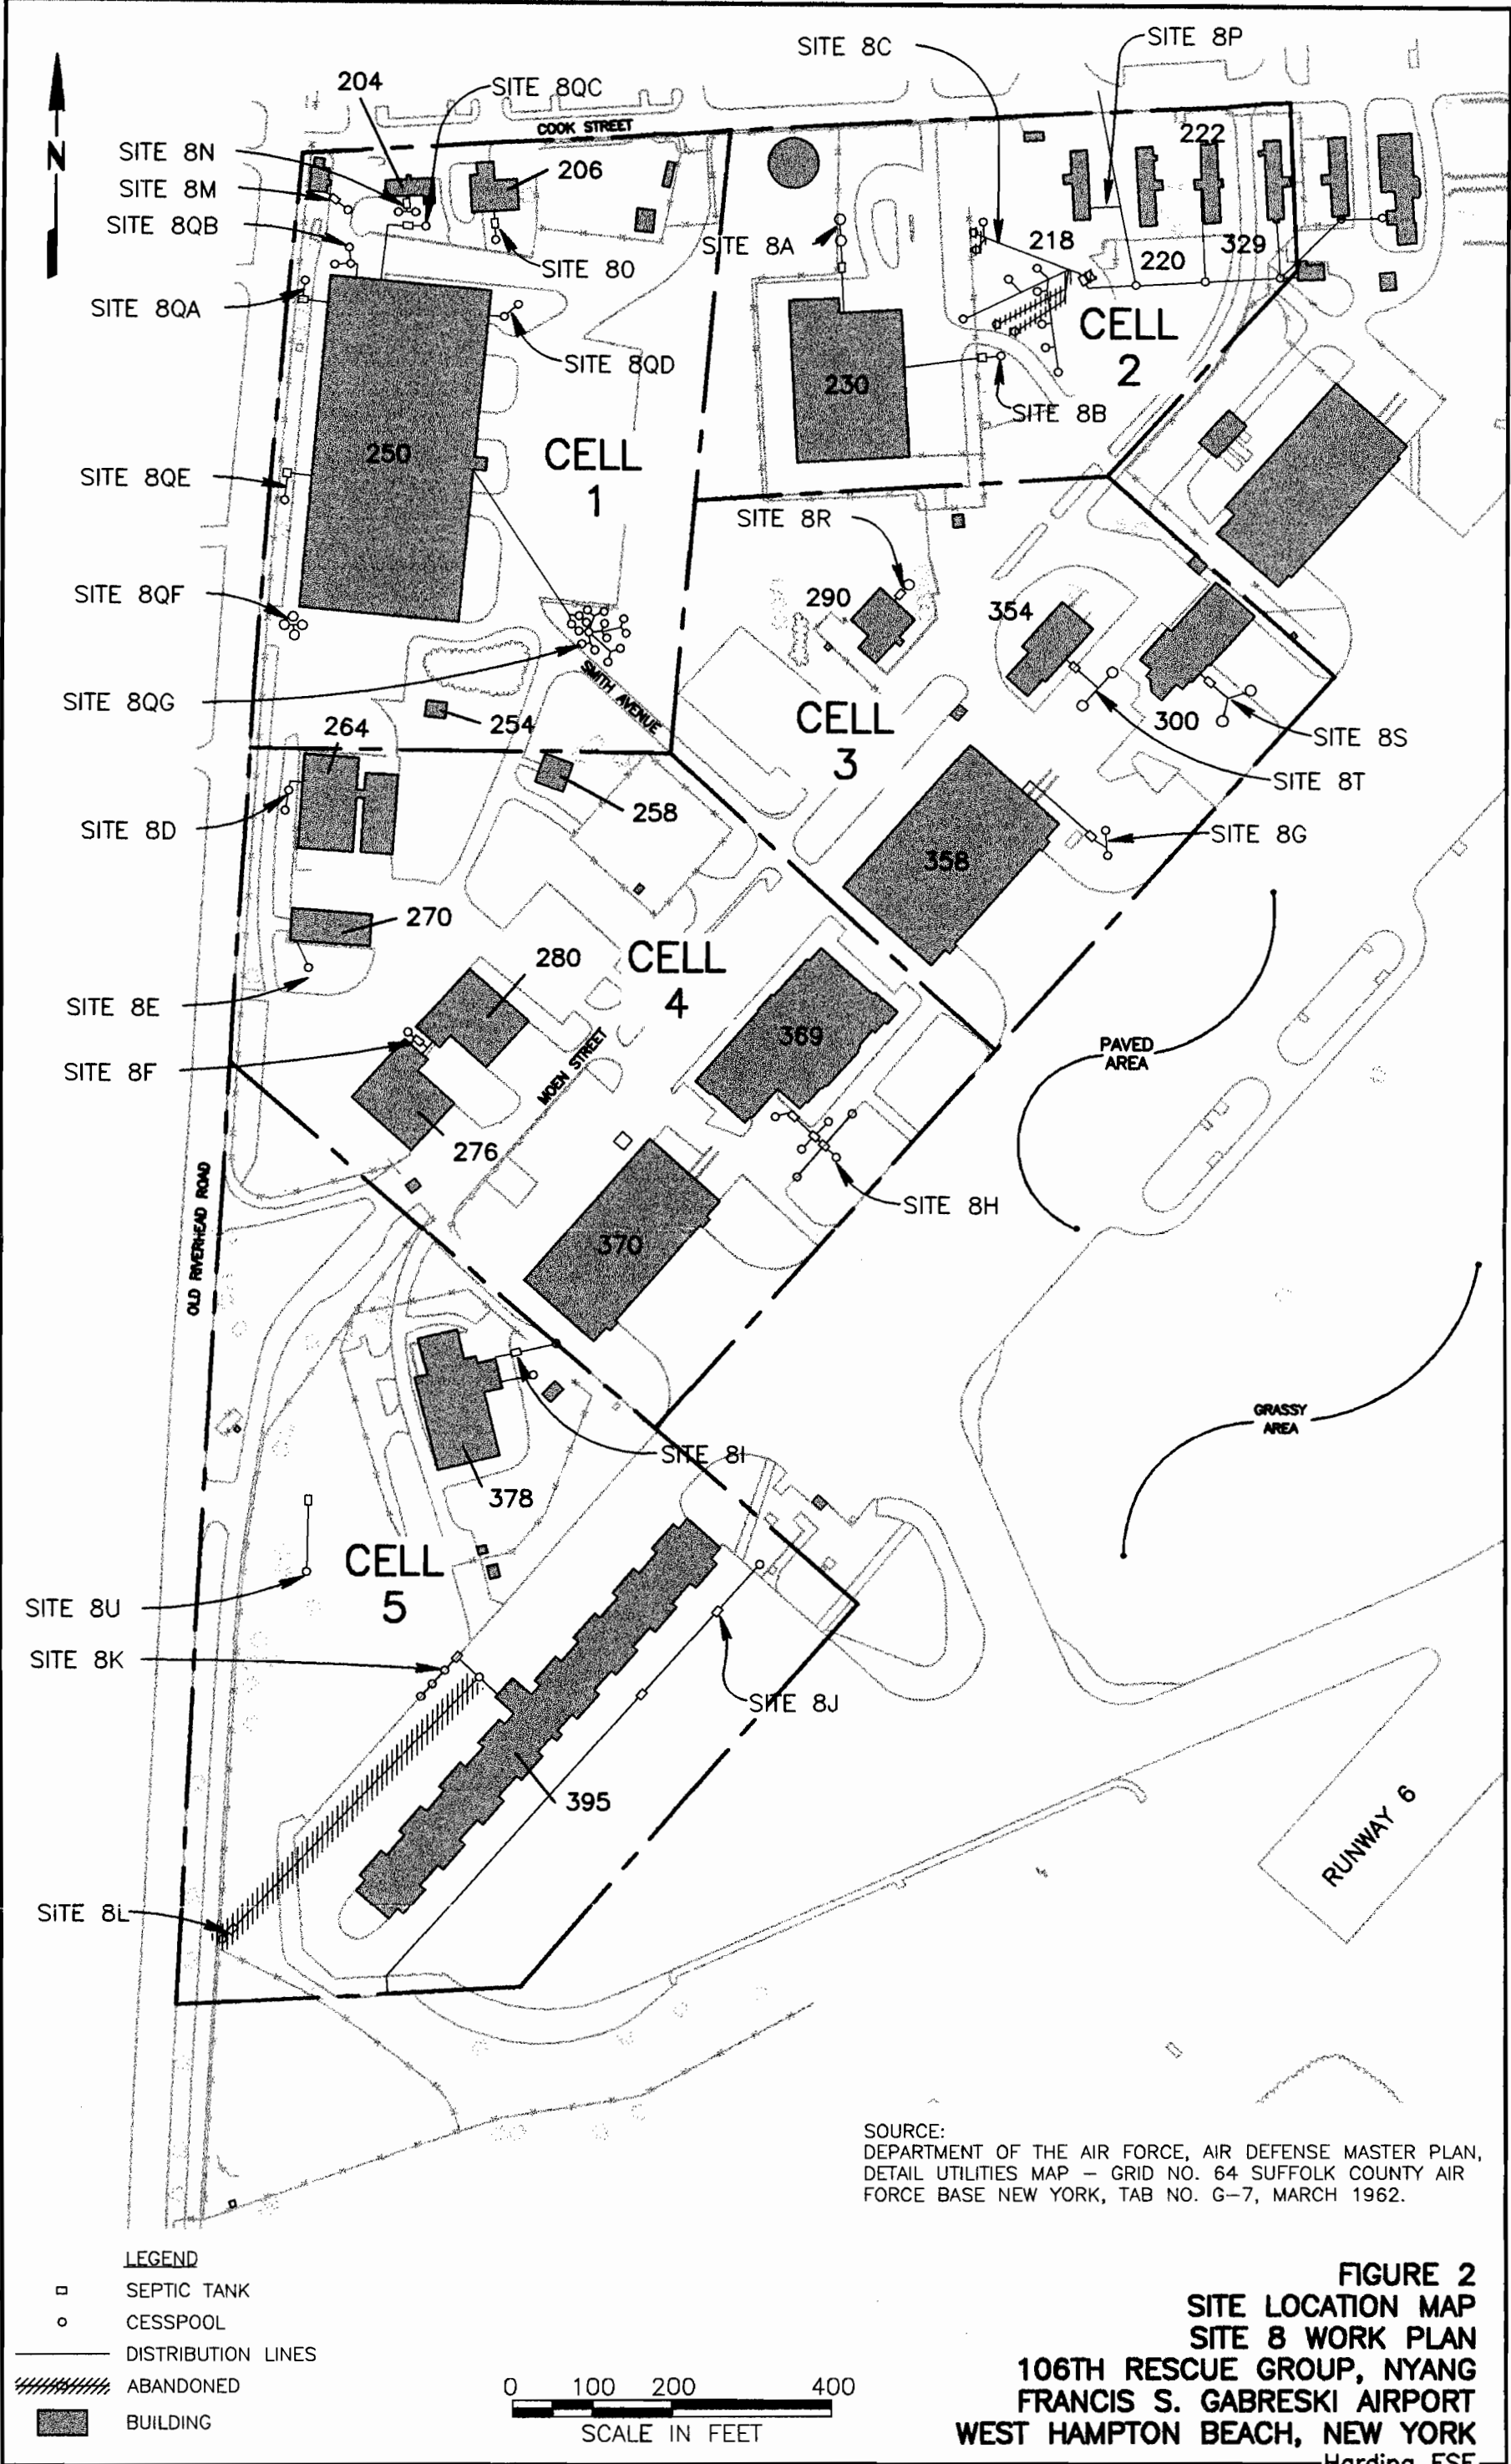 SITE 8C
SITE 8P
204
SITE 8QC
COOK STREET
222
N
SITE 8N
206
SITE 8M
SITE 8QB
SITE 8A
218
329
220
SITE 8O
SITE 8QA
CELL
2
SITE 8QD
230
SITE 8B
250
CELL
1
SITE 8QE
SITE 8R
SITE 8QF
290
354
SITE 8QG
SMITH AVENUE
CELL
3
300
264
254
SITE 8S
SITE 8T
258
SITE 8D
SITE 8G
358
270
CELL
4
280
SITE 8E
369
PAVED
AREA
SITE 8F
MOEN STREET
276
OLD RIVERHEAD ROAD
SITE 8H
370
GRASSY
AREA
SITE 8I
378
CELL
5
SITE 8U
SITE 8K
SITE 8J
395
RUNWAY 6
SITE 8L
SOURCE:
DEPARTMENT OF THE AIR FORCE, AIR DEFENSE MASTER PLAN,
DETAIL UTILITIES MAP – GRID NO. 64 SUFFOLK COUNTY AIR
FORCE BASE NEW YORK, TAB NO. G–7, MARCH 1962.
LEGEND
SEPTIC TANK
CESSPOOL
DISTRIBUTION LINES
ABANDONED
BUILDING
0 100 200 400
SCALE IN FEET
FIGURE 2
SITE LOCATION MAP
SITE 8 WORK PLAN
106TH RESCUE GROUP, NYANG
FRANCIS S. GABRESKI AIRPORT
WEST HAMPTON BEACH, NEW YORK
Harding ESE